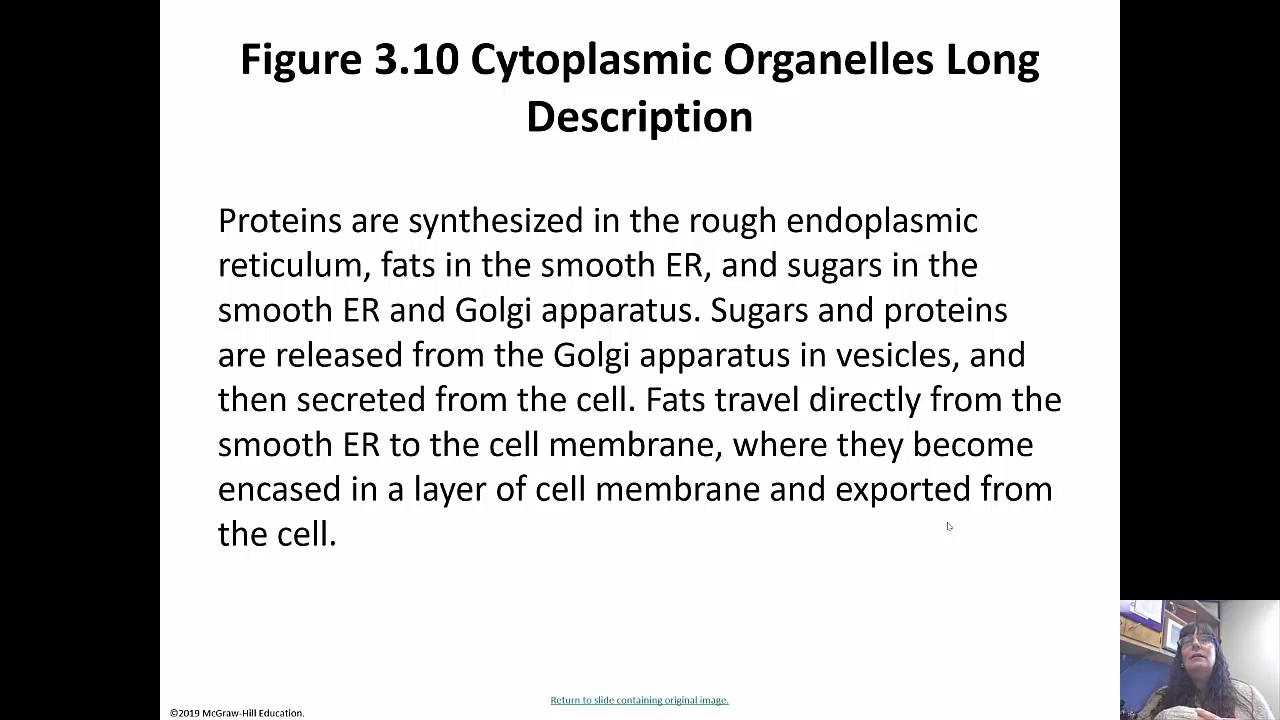 Figure 3.10 Cytoplasmic Organelles Long
Description
Proteins are synthesized in the rough endoplasmic
reticulum, fats in the smooth ER, and sugars in the
smooth ER and Golgi apparatus. Sugars and proteins
are released from the Golgi apparatus in vesicles, and
then secreted from the cell. Fats travel directly from the
smooth ER to the cell membrane, where they become
encased in a layer of cell membrane and exported from
the cell.
Return to slide containing original image.
©2019 McGraw-Hill Education.